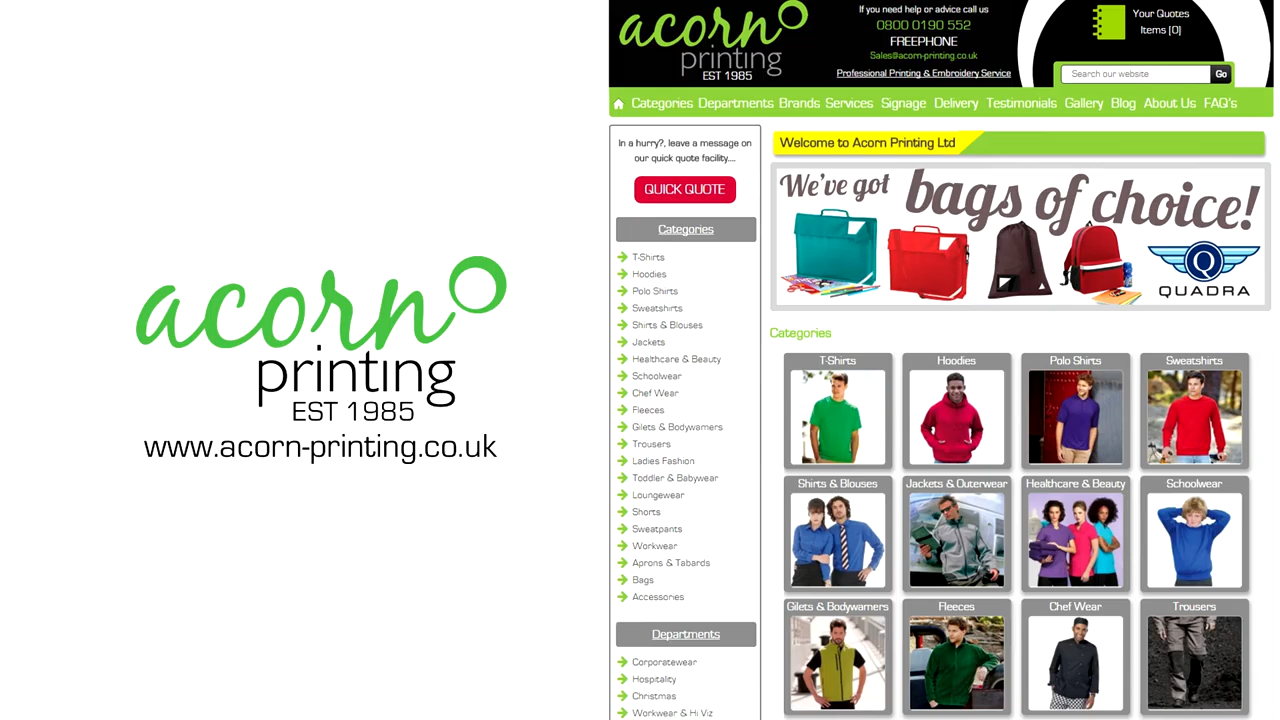 acorn
printing
EST 1985
www.acorn-printing.co.uk
acorn
printing
EST 1985
If you need help or advice call us
0800 0190 552
FREEPHONE
Sales@acorn-printing.co.uk
Professional Printing & Embroidery Service
Your Quotes
Items [0]
Search our website
Go
Categories Departments Brands Services Signage Delivery Testimonials Gallery Blog About Us FAQ's
In a hurry?, leave a message on
our quick quote facility....
QUICK QUOTE
Categories
T-Shirts
Hoodies
Polo Shirts
Sweatshirts
Shirts & Blouses
Jackets
Healthcare & Beauty
Schoolwear
Chef Wear
Fleeces
Gilets & Bodywamers
Trousers
Ladies Fashion
Toddler & Babywear
Loungewear
Shorts
Sweatpants
Workwear
Aprons & Tabards
Bags
Accessories
Departments
Corporatewear
Hospitality
Christmas
Workwear & Hi Viz
Welcome to Acorn Printing Ltd
We've got bags of choice!
Q
QUADRA
Categories
T-Shirts
Hoodies
Polo Shirts
Sweatshirts
Shirts & Blouses
Jackets & Outerwear
Healthcare & Beauty
Schoolwear
Gilets & Bodywamers
Fleeces
Chef Wear
Trousers